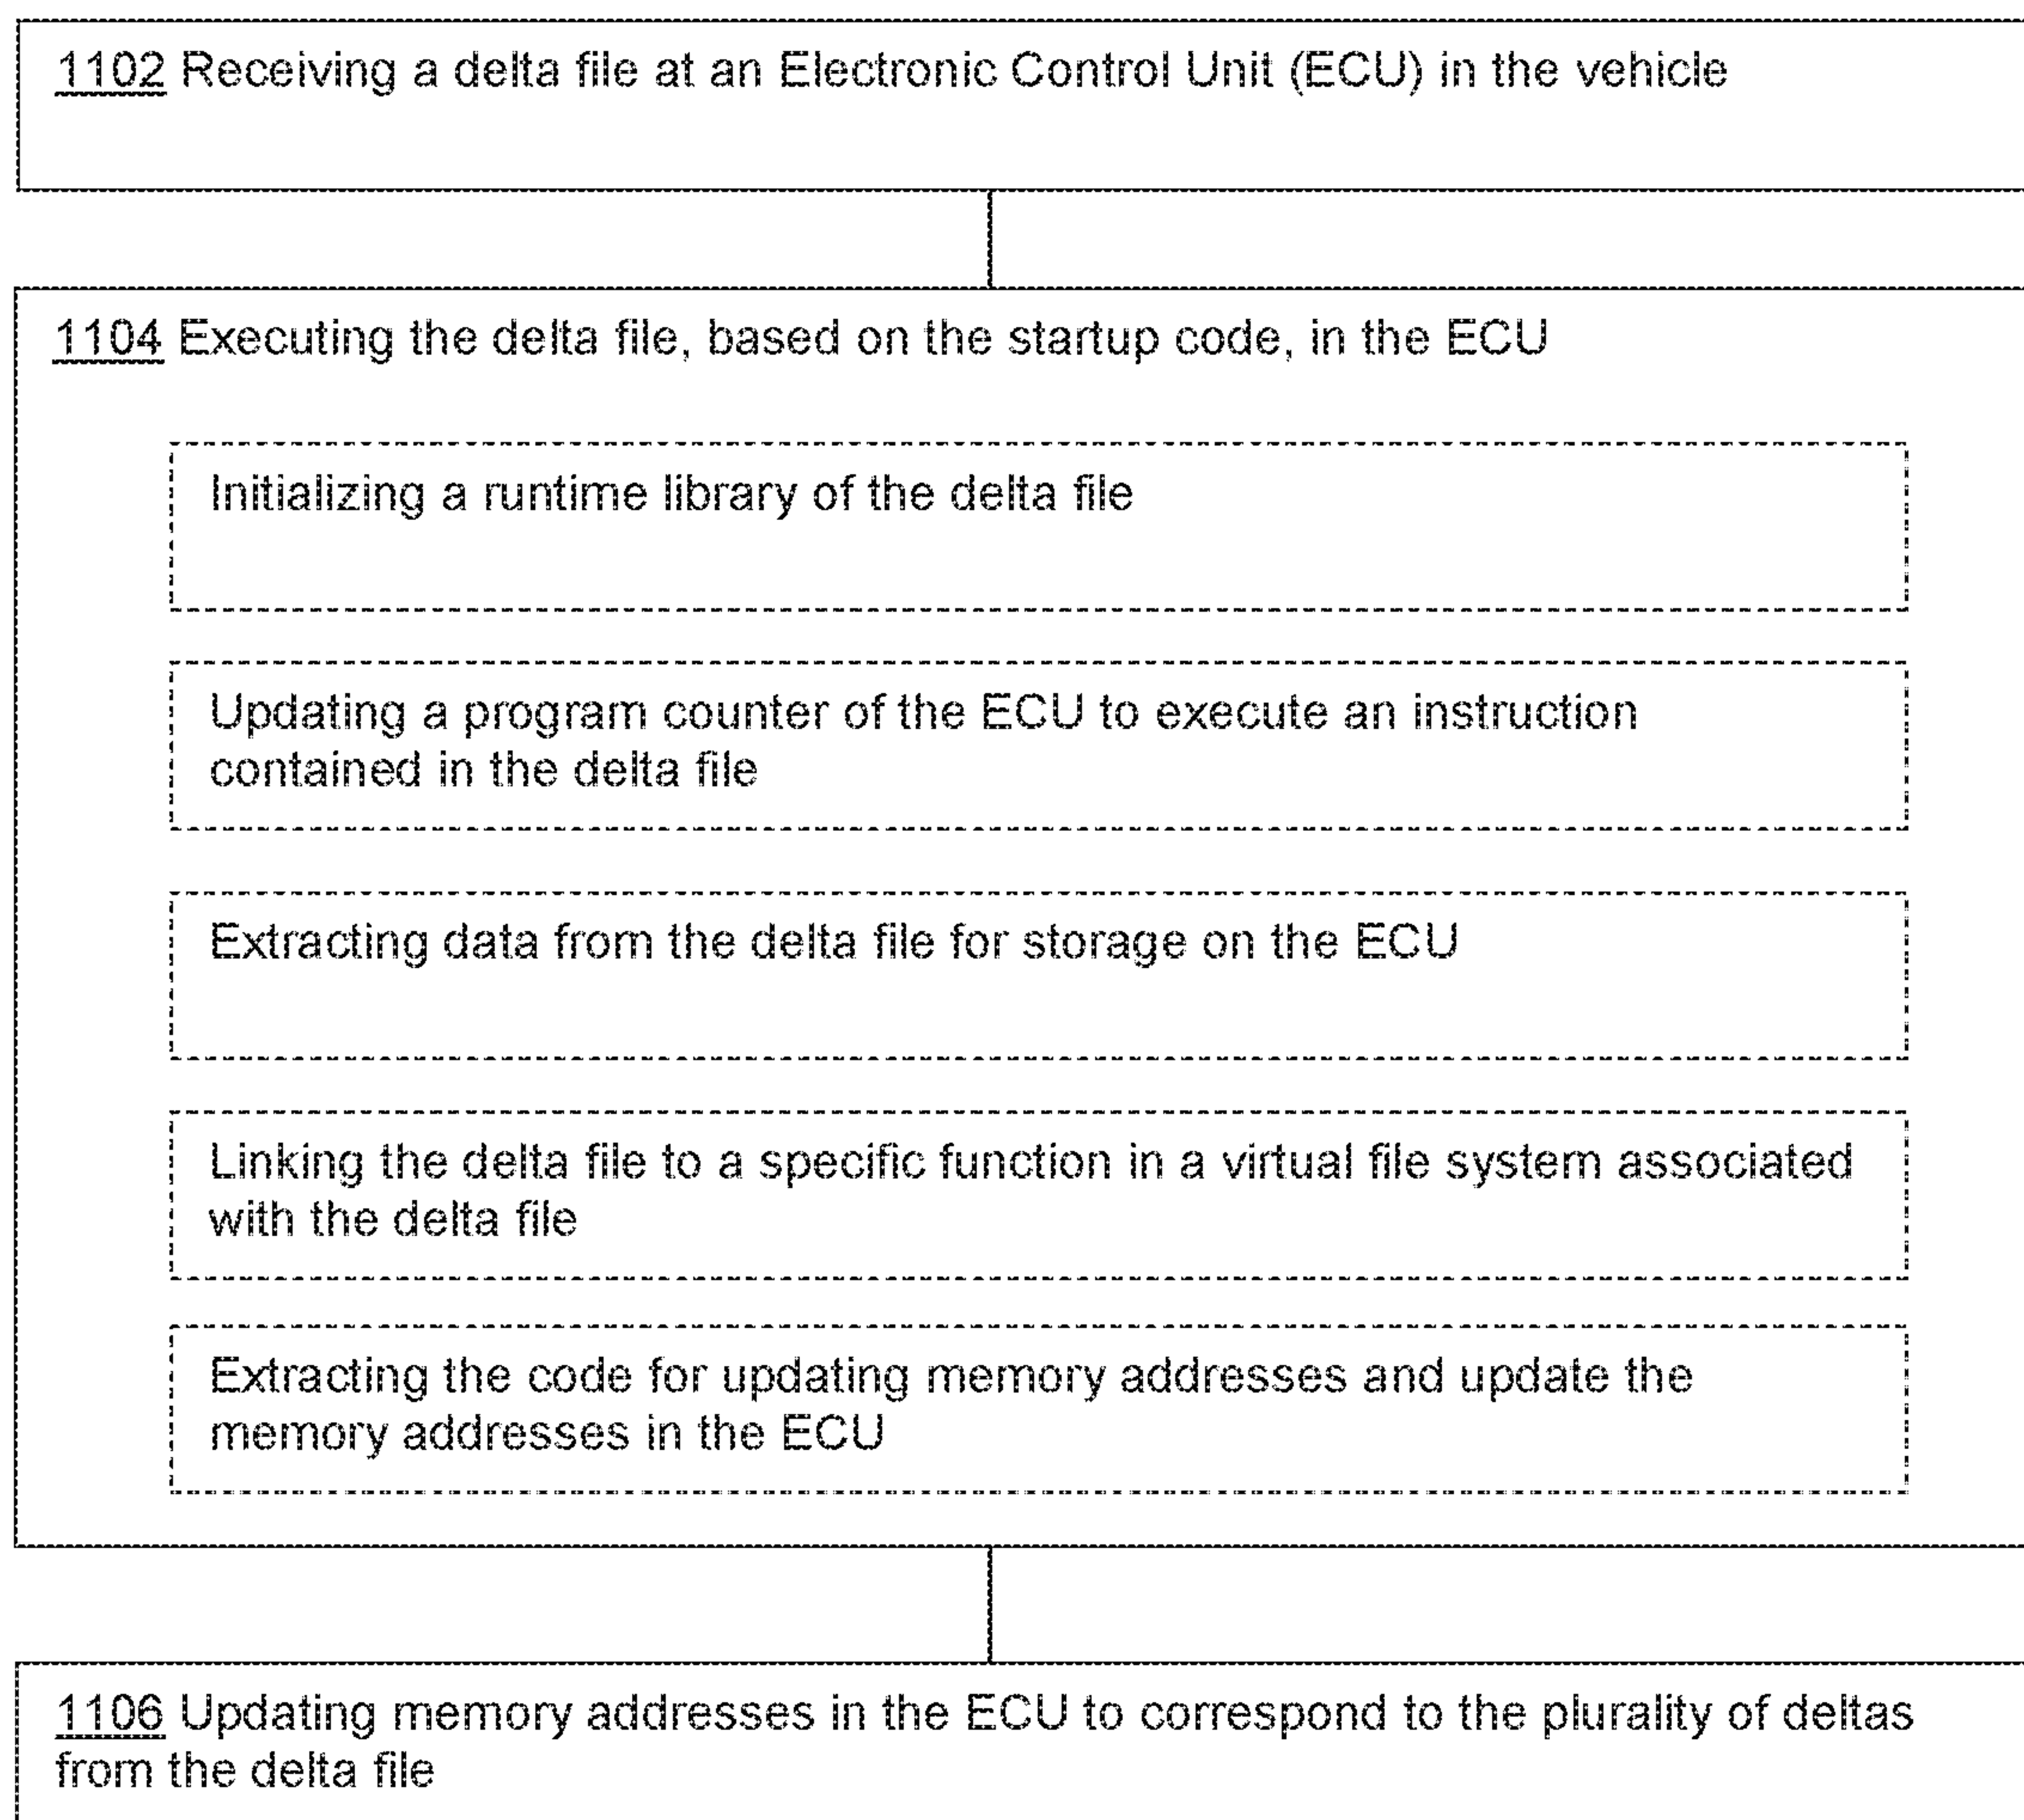 1102 Receiving a delta file at an Electronic Control Unit (ECU) in the vehicle
1104 Executing the delta file, based on the startup code, in the ECU
Initializing a runtime library of the delta file
Updating a program counter of the ECU to execute an instruction
contained in the delta file
Extracting data from the delta file for storage on the ECU
Linking the delta file to a specific function in a virtual file system associated
with the delta file
Extracting the code for updating memory addresses and update the
memory addresses in the ECU
1106 Updating memory addresses in the ECU to correspond to the plurality of deltas
from the delta file